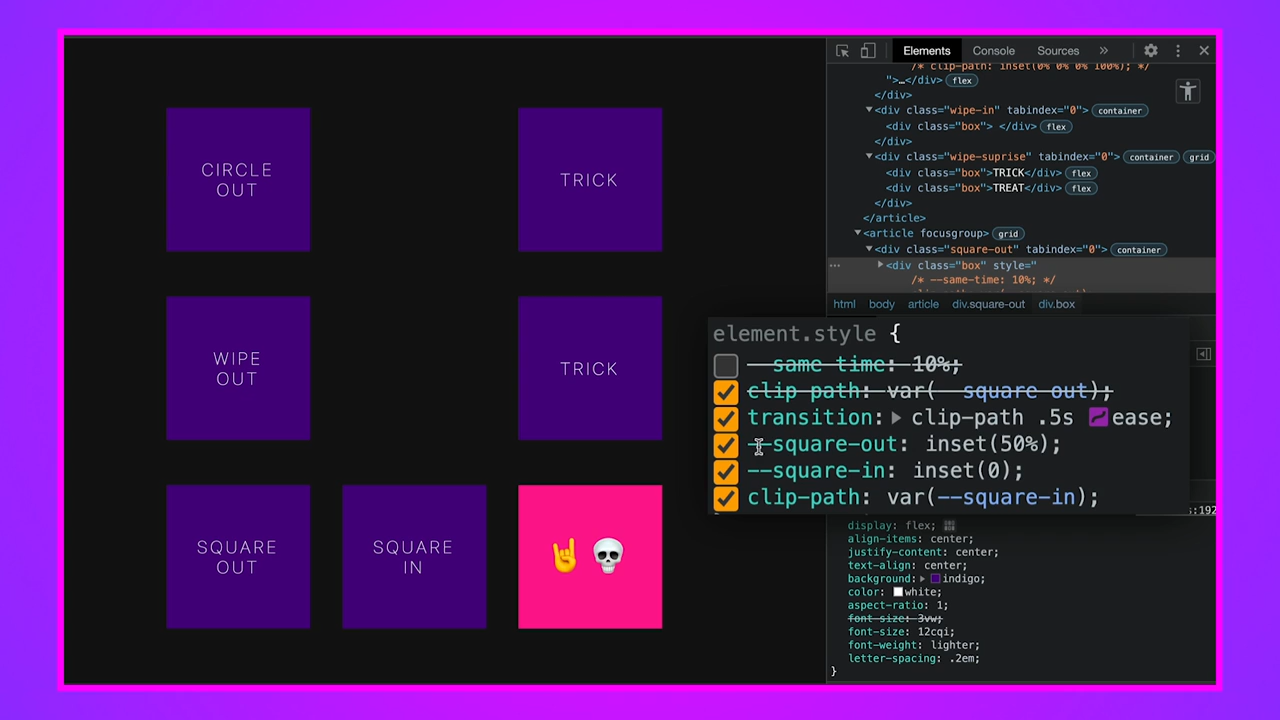 CIRCLE
OUT
TRICK
WIPE
OUT
TRICK
SQUARE
OUT
SQUARE
IN
🤘 💀
Elements Console Sources »
/* clip-path: inset(0% 0% 0% 100%); */
">…</div> flex
</div>
▼<div class="wipe-in" tabindex="0"> container
<div class="box"> </div> flex
</div>
▼<div class="wipe-suprise" tabindex="0"> container grid
<div class="box">TRICK</div> flex
<div class="box">TREAT</div> flex
</div>
</article>
▼<article focusgroup> grid
▼<div class="square-out" tabindex="0"> container
… ▶<div class="box" style="
/* --same-time: 10%; */
html body article div.square-out div.box
element.style {
--same-time: 10%;
clip-path: var(--square-out);
transition: ▶ clip-path .5s ease;
--square-out: inset(50%);
--square-in: inset(0);
clip-path: var(--square-in);
s:192
display: flex;
align-items: center;
justify-content: center;
text-align: center;
background: ▶ indigo;
color: white;
aspect-ratio: 1;
font-size: 3vw;
font-size: 12cqi;
font-weight: lighter;
letter-spacing: .2em;
}